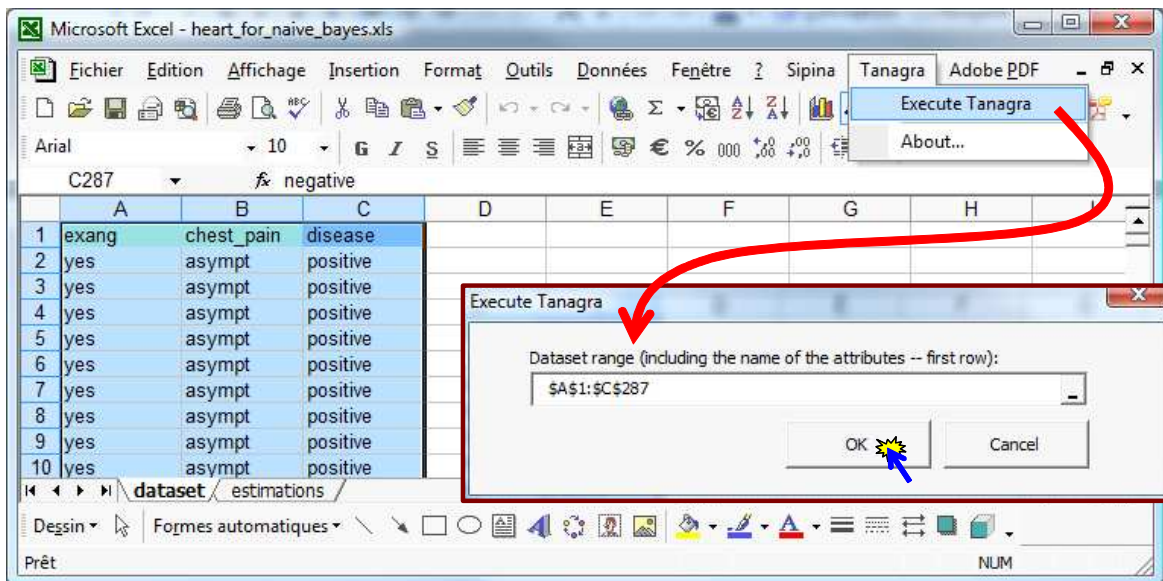 Microsoft Excel - heart_for_naive_bayes.xls
Fichier Edition Affichage Insertion Format Outils Données Fenêtre ? Sipina Tanagra Adobe PDF
Execute Tanagra
About...
Arial 10 G I S € % 000
C287 fx negative
A B C D E F G H
1 exang chest_pain disease
2 yes asympt positive
3 yes asympt positive
4 yes asympt positive
5 yes asympt positive
6 yes asympt positive
7 yes asympt positive
8 yes asympt positive
9 yes asympt positive
10 yes asympt positive
Execute Tanagra
Dataset range (including the name of the attributes -- first row):
$A$1:$C$287
OK Cancel
dataset estimations
Dessin Formes automatiques
Prêt NUM